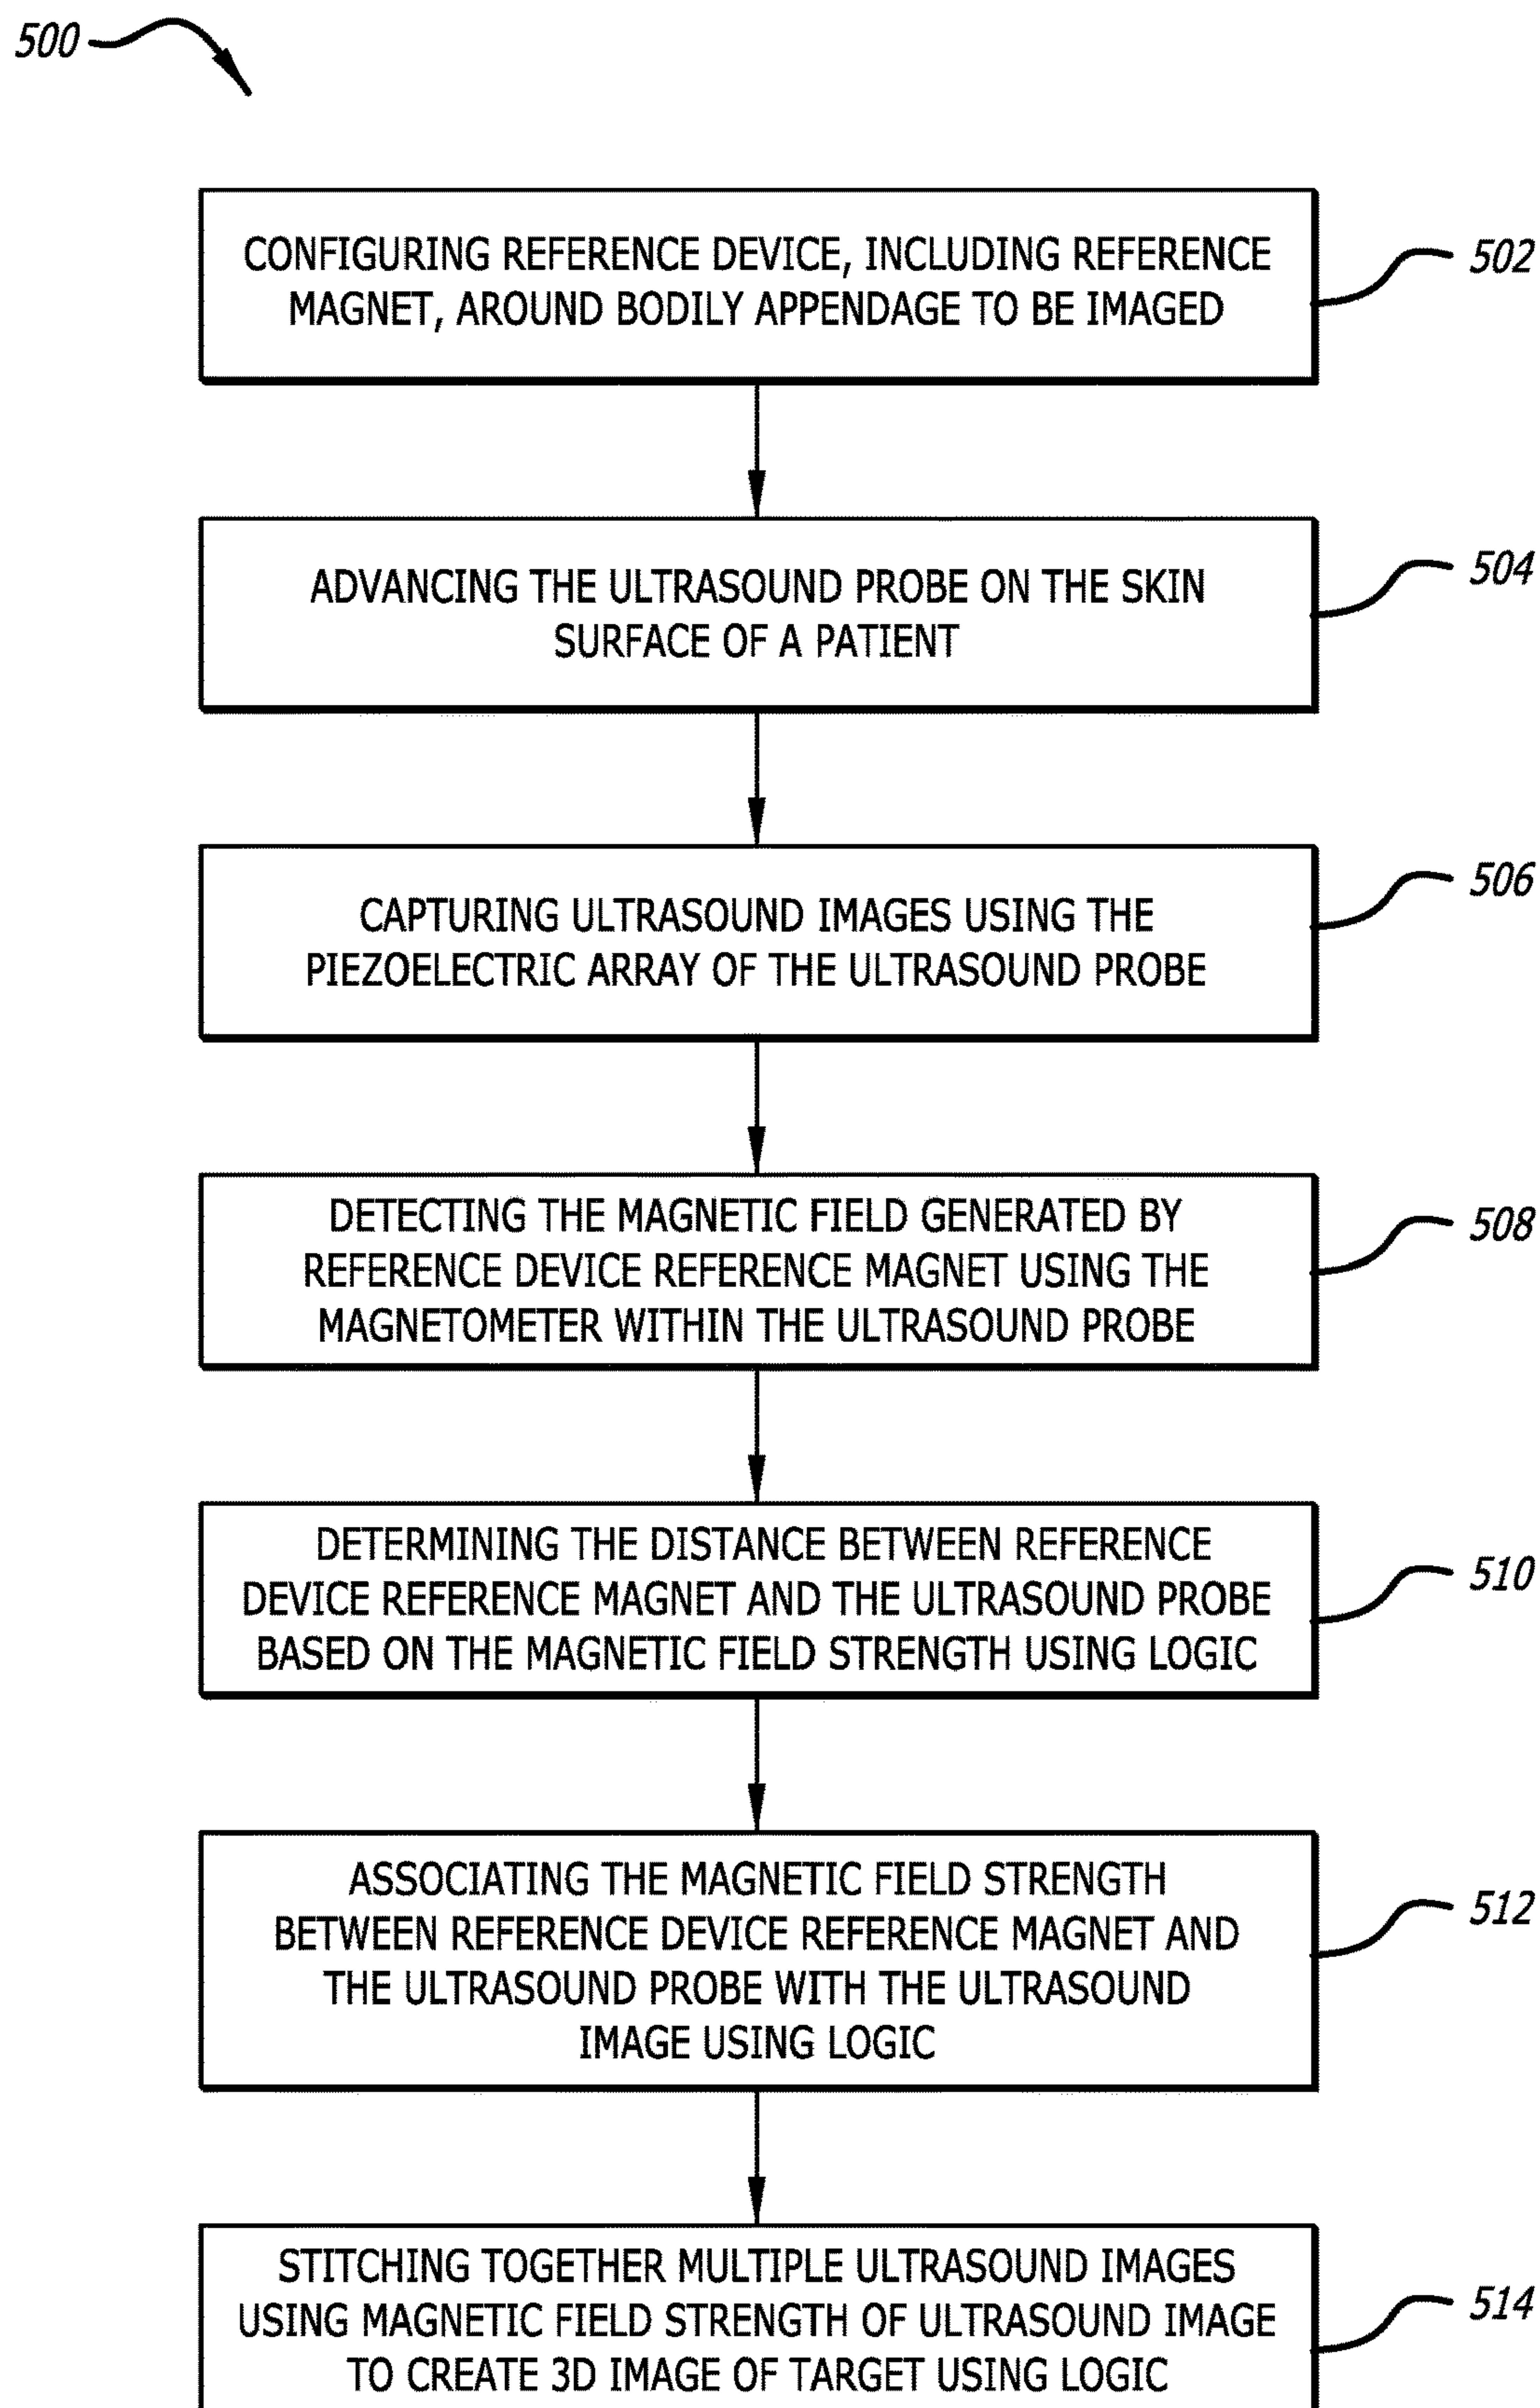 500
CONFIGURING REFERENCE DEVICE, INCLUDING REFERENCE
MAGNET, AROUND BODILY APPENDAGE TO BE IMAGED
502
ADVANCING THE ULTRASOUND PROBE ON THE SKIN
SURFACE OF A PATIENT
504
CAPTURING ULTRASOUND IMAGES USING THE
PIEZOELECTRIC ARRAY OF THE ULTRASOUND PROBE
506
DETECTING THE MAGNETIC FIELD GENERATED BY
REFERENCE DEVICE REFERENCE MAGNET USING THE
MAGNETOMETER WITHIN THE ULTRASOUND PROBE
508
DETERMINING THE DISTANCE BETWEEN REFERENCE
DEVICE REFERENCE MAGNET AND THE ULTRASOUND PROBE
BASED ON THE MAGNETIC FIELD STRENGTH USING LOGIC
510
ASSOCIATING THE MAGNETIC FIELD STRENGTH
BETWEEN REFERENCE DEVICE REFERENCE MAGNET AND
THE ULTRASOUND PROBE WITH THE ULTRASOUND
IMAGE USING LOGIC
512
STITCHING TOGETHER MULTIPLE ULTRASOUND IMAGES
USING MAGNETIC FIELD STRENGTH OF ULTRASOUND IMAGE
TO CREATE 3D IMAGE OF TARGET USING LOGIC
514